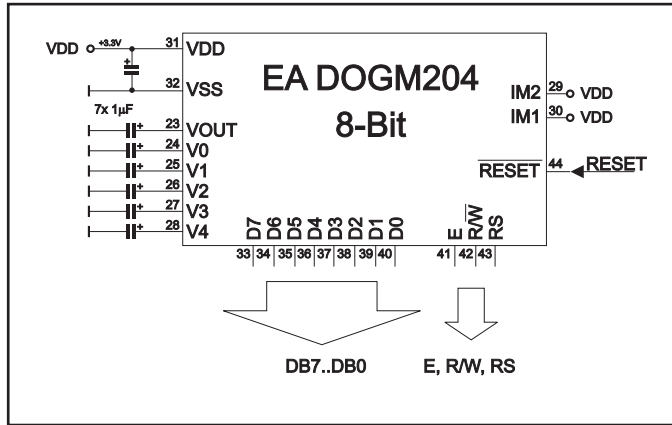 VDD +3.3V 31 VDD
32 VSS
7x 1µF
23 VOUT
24 V0
25 V1
26 V2
27 V3
28 V4
EA DOGM204
8-Bit
IM2 29 VDD
IM1 30 VDD
RESET 44 RESET
D7 D6 D5 D4 D3 D2 D1 D0 E R/W RS
33 34 35 36 37 38 39 40 41 42 43
DB7..DB0 E, R/W, RS